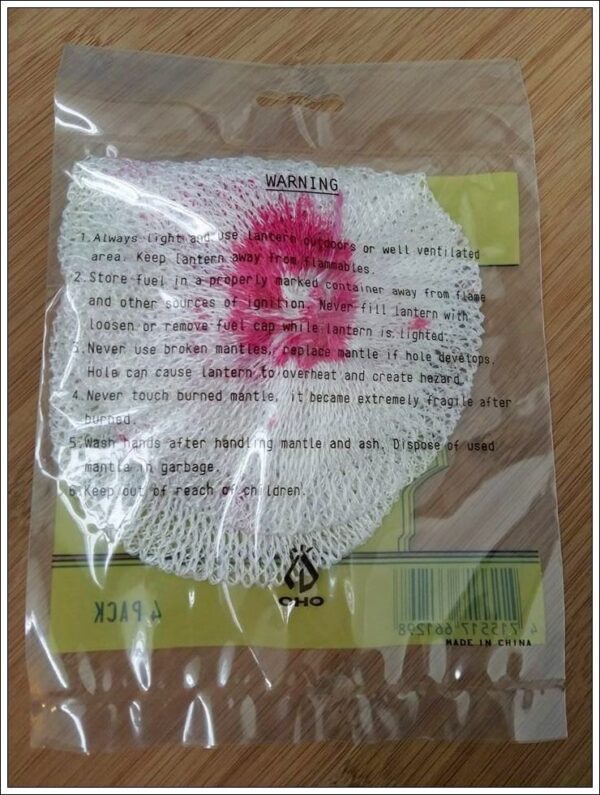 WARNING
1. Always light and use lantern outdoors or well ventilated
area. Keep lantern away from flammables.
2. Store fuel in a properly marked container away from flame
and other sources of ignition. Never fill lantern with
loosen or remove fuel cap while lantern is lighted.
3. Never use broken mantles, replace mantle if hole develops.
Hole can cause lantern to overheat and create hazard.
4. Never touch burned mantle, it became extremely fragile after
burned.
5. Wash hands after handling mantle and ash. Dispose of used
mantla in garbage.
6. Keep out of reach of children.
CHO
4 PACK
4 715517 661298
MADE IN CHINA